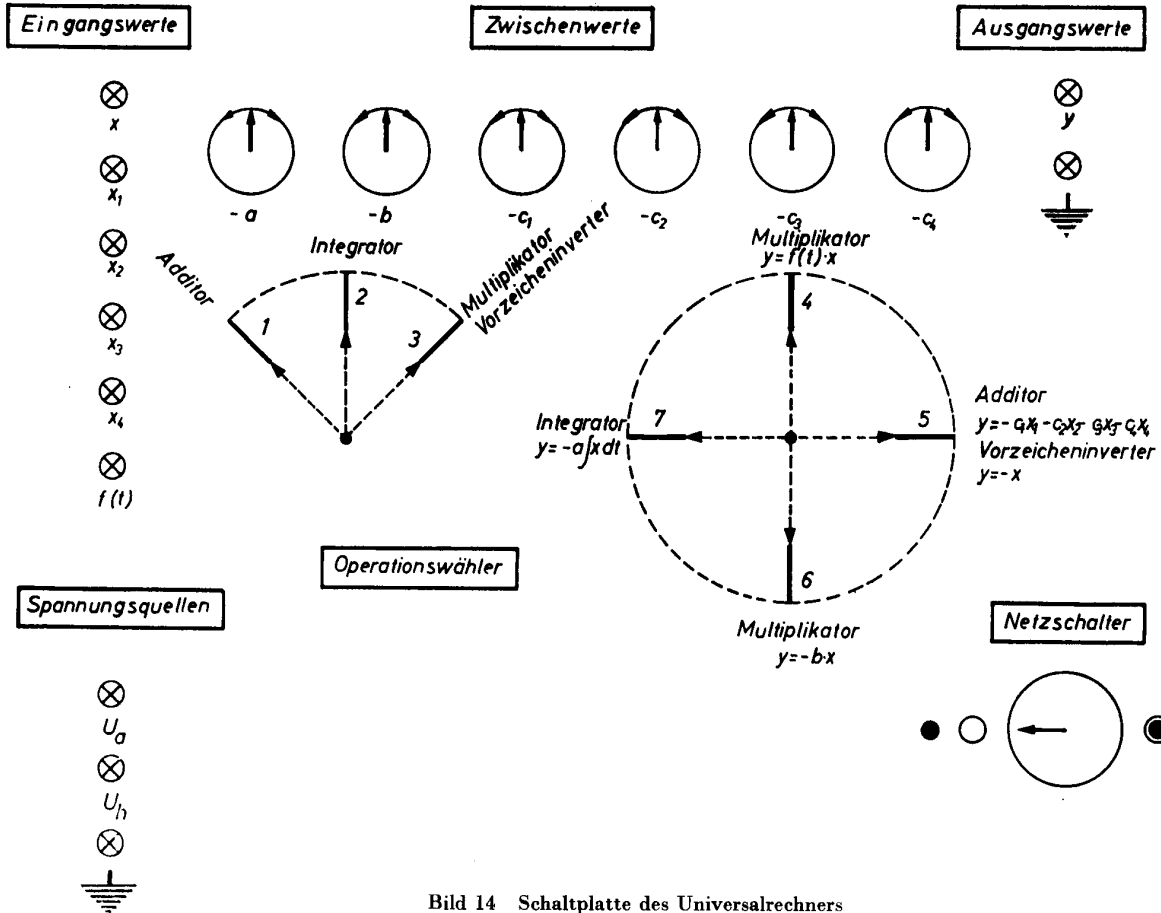 Eingangswerte
Zwischenwerte
Ausgangswerte
x
x₁
x₂
x₃
x₄
f(t)
-a
-b
-c₁
-c₂
-c₃
-c₄
y
Additor
Integrator
Multiplikator
Vorzeicheninverter
1
2
3
Multiplikator
y=f(t)·x
4
Additor
y=-c₁x₁-c₂x₂-c₃x₃-c₄x₄
Vorzeicheninverter
y=-x
5
Integrator
y=-a∫x dt
7
6
Multiplikator
y=-b·x
Operationswähler
Spannungsquellen
Uₐ
Netzschalter
Bild 14 Schaltplatte des Universalrechners